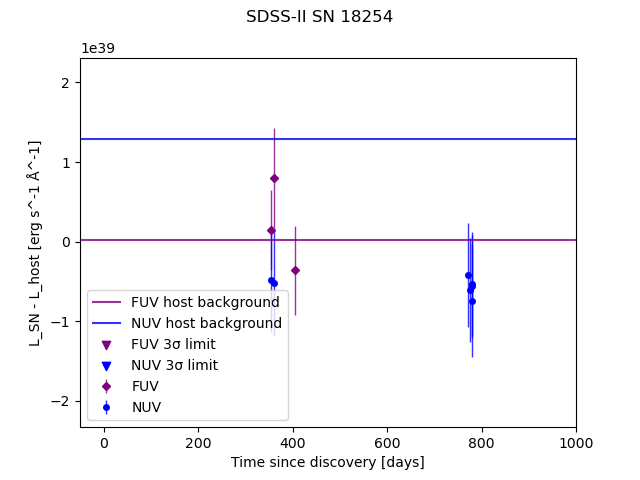 SDSS-II SN 18254
1e39
L_SN - L_host [erg s^-1 Å^-1]
2
1
0
−1
−2
FUV host background
NUV host background
FUV 3σ limit
NUV 3σ limit
FUV
NUV
0 200 400 600 800 1000
Time since discovery [days]